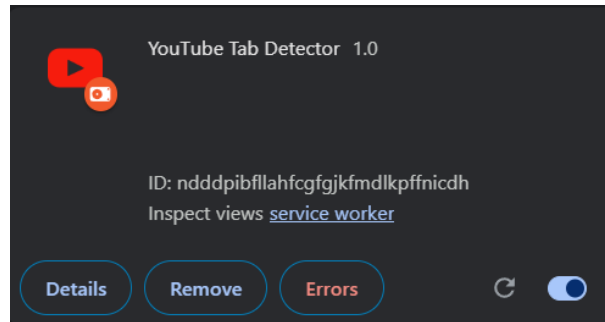 YouTube Tab Detector 1.0
ID: ndddpibfllahfcgfgjkfmdlkpffnicdh
Inspect views service worker
Details Remove Errors